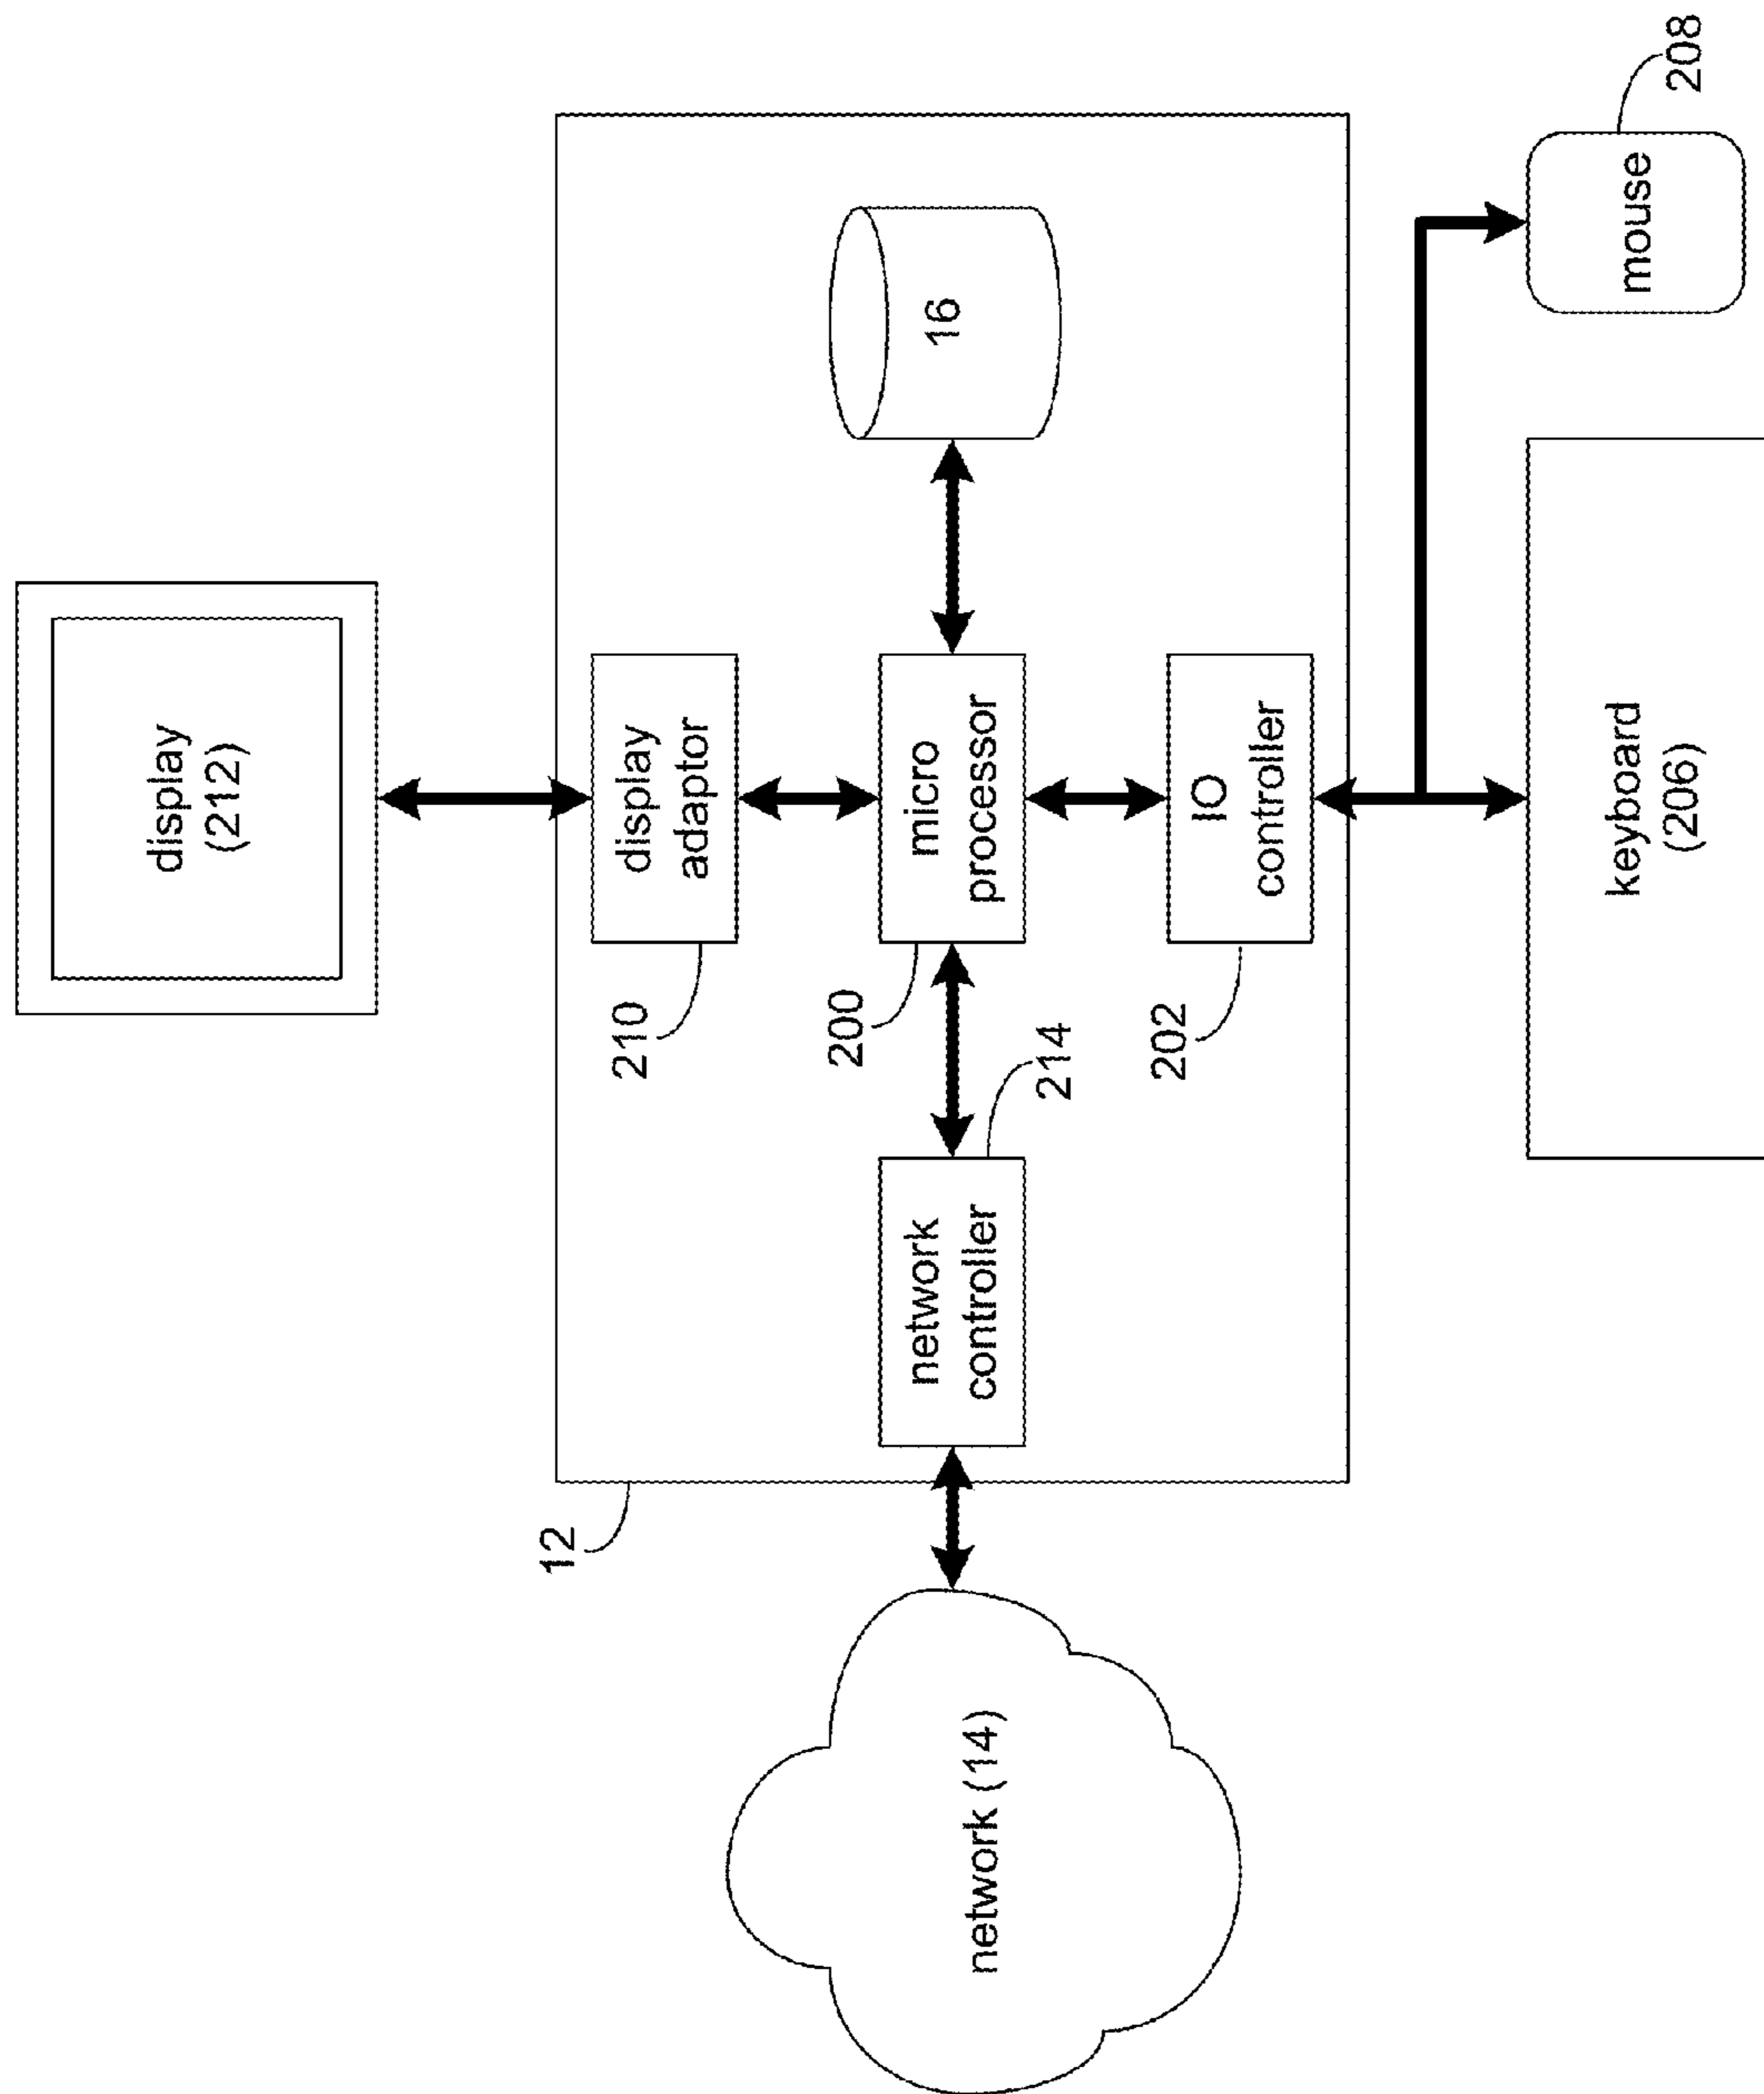 display
(212)
210
display
adaptor
12
200
micro
processor
16
network (14)
network
controller
214
202
IO
controller
keyboard
(206)
mouse
208